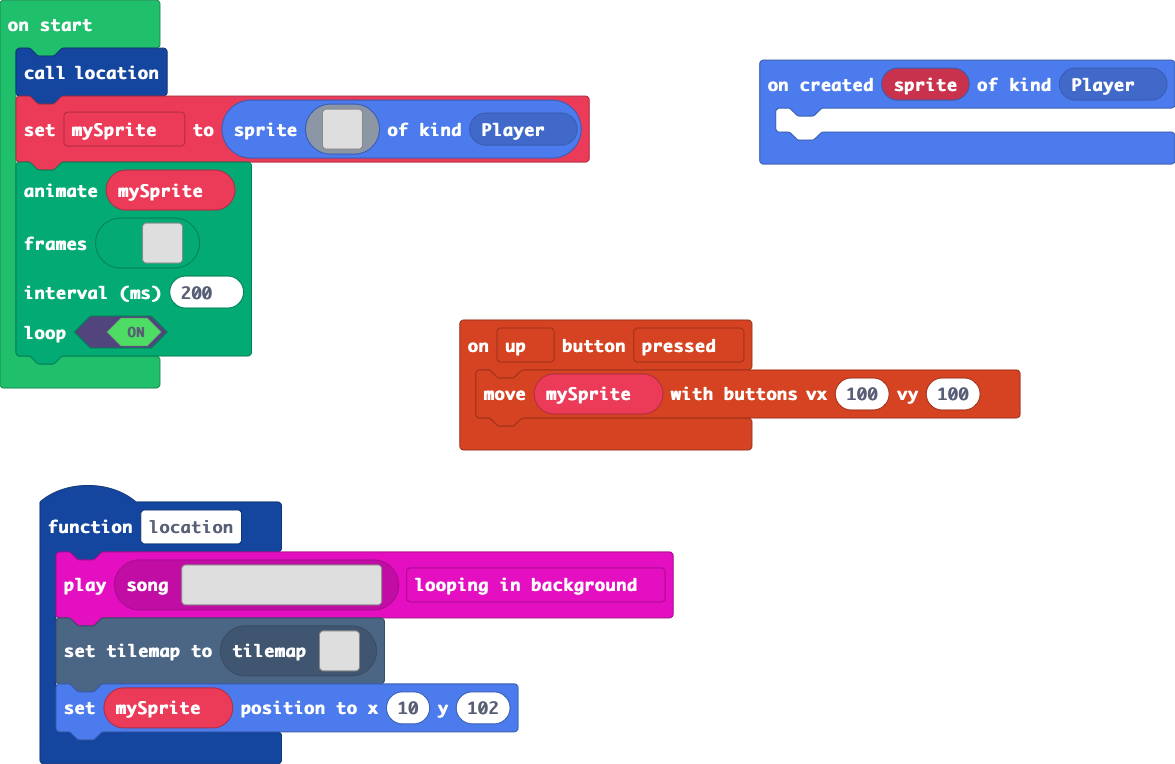 on start
call location
set mySprite to sprite of kind Player
animate mySprite
frames
interval (ms) 200
loop ON
on created sprite of kind Player
on up button pressed
move mySprite with buttons vx 100 vy 100
function location
play song looping in background
set tilemap to tilemap
set mySprite position to x 10 y 102